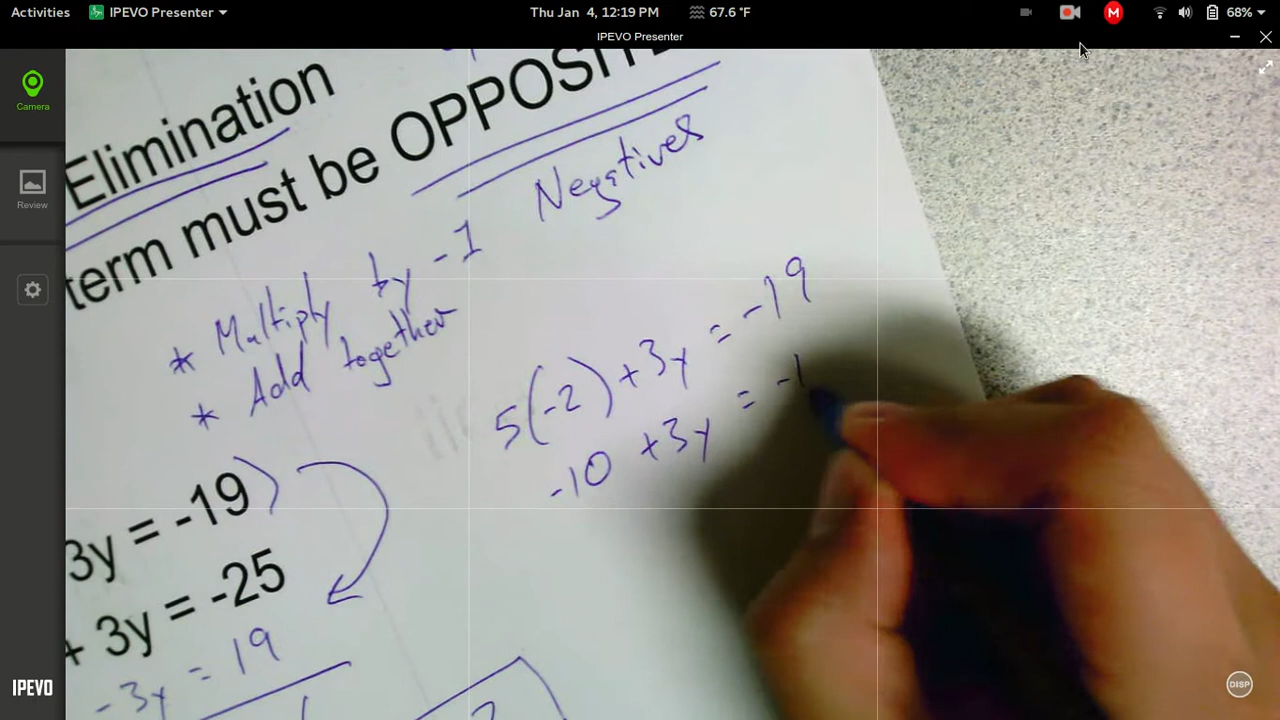 Activities IPEVO Presenter Thu Jan 4, 12:19 PM 67.6 °F M 68%
IPEVO Presenter
Camera
Review
IPEVO
DISP
Elimination
term must be OPPOSITE
Negatives
* Multiply by -1
* Add together
5(-2) +3y = -19
-10 +3y = -1
3y = -19)
+ 3y = -25
- 3y = 19